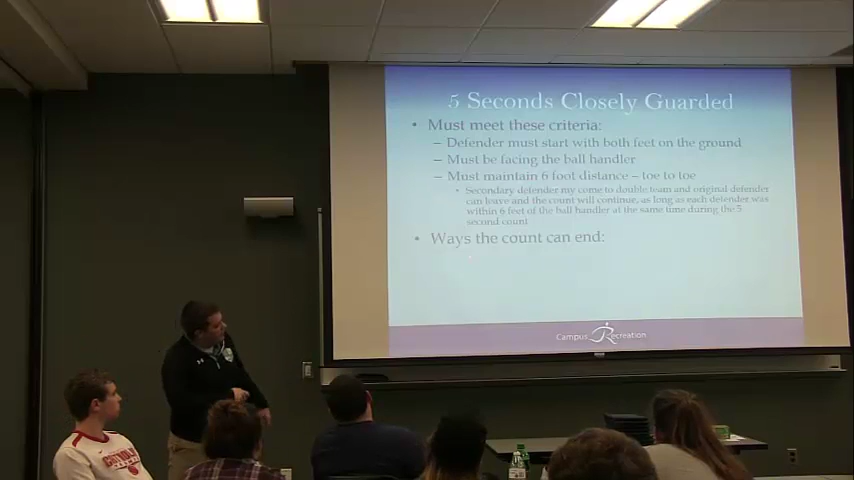 5 Seconds Closely Guarded
• Must meet these criteria:
– Defender must start with both feet on the ground
– Must be facing the ball handler
– Must maintain 6 foot distance – toe to toe
• Secondary defender my come to double team and original defender
can leave and the count will continue, as long as each defender was
within 6 feet of the ball handler at the same time during the 5
second count
• Ways the count can end:
Campus Recreation